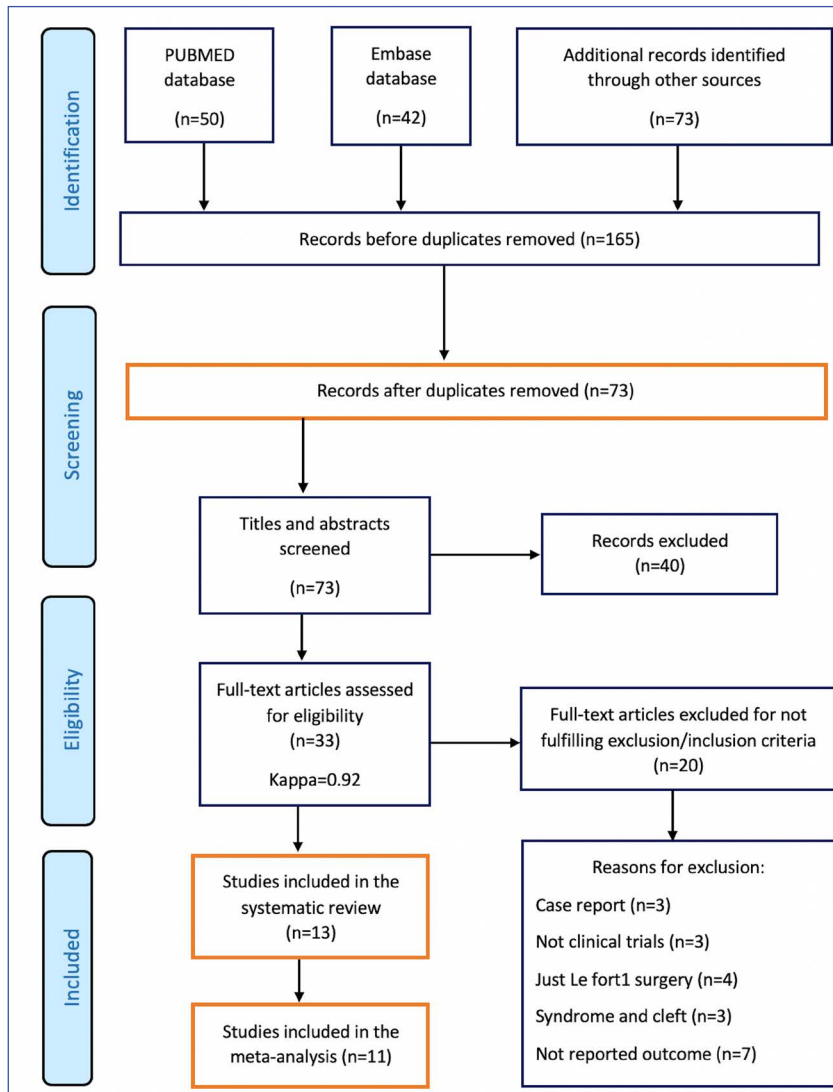 Identification
PUBMED
database
(n=50)
Embase
database
(n=42)
Additional records identified
through other sources
(n=73)
Records before duplicates removed (n=165)
Screening
Records after duplicates removed (n=73)
Titles and abstracts
screened
(n=73)
Records excluded
(n=40)
Eligibility
Full-text articles assessed
for eligibility
(n=33)
Kappa=0.92
Full-text articles excluded for not
fulfilling exclusion/inclusion criteria
(n=20)
Included
Studies included in the
systematic review
(n=13)
Studies included in the
meta-analysis (n=11)
Reasons for exclusion:
Case report (n=3)
Not clinical trials (n=3)
Just Le fort1 surgery (n=4)
Syndrome and cleft (n=3)
Not reported outcome (n=7)